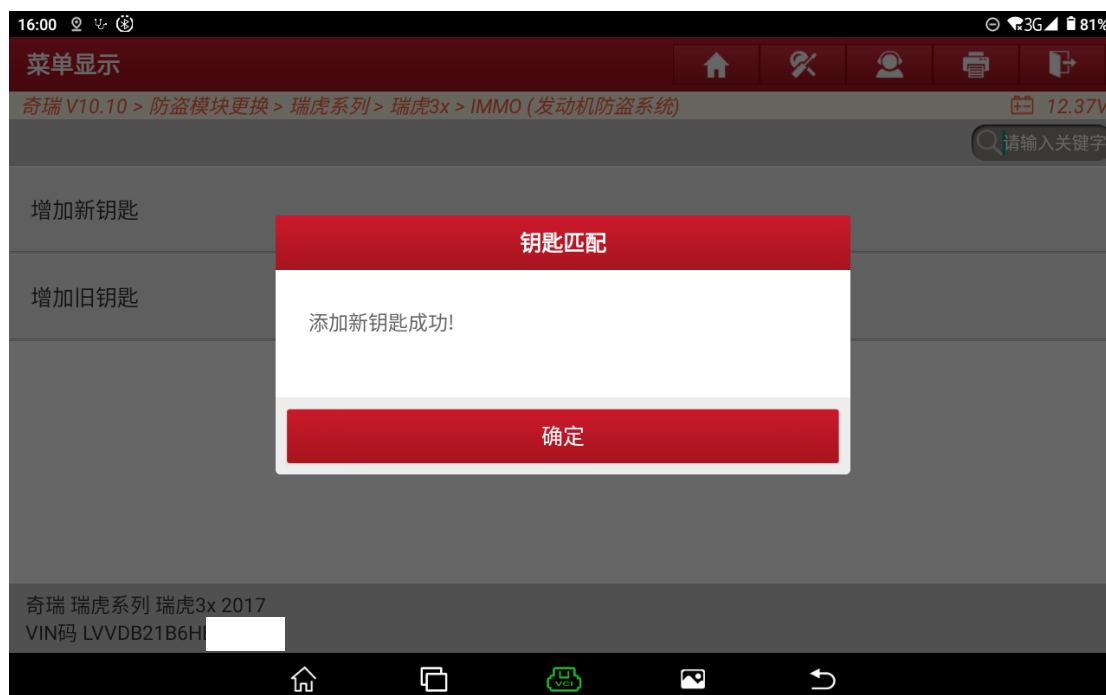 16:00 3G 81%
菜单显示
奇瑞 V10.10 > 防盗模块更换 > 瑞虎系列 > 瑞虎3x > IMMO (发动机防盗系统) 12.37V
请输入关键字
增加新钥匙
钥匙匹配
增加旧钥匙
添加新钥匙成功!
确定
奇瑞 瑞虎系列 瑞虎3x 2017
VIN码 LVVDB21B6H
VCI